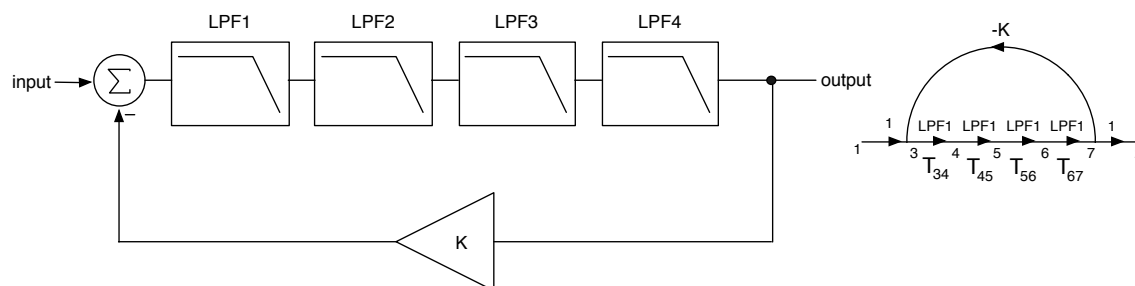 LPF1 LPF2 LPF3 LPF4
input Σ output
−
K
-K
1 LPF1 LPF1 LPF1 LPF1 1
1 3 4 5 6 7
T34 T45 T56 T67